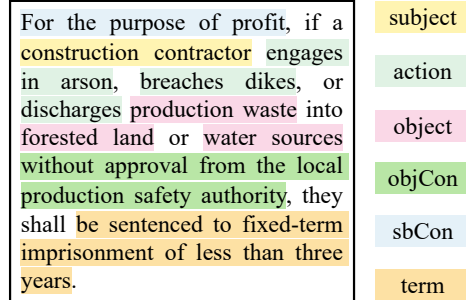 For the purpose of profit, if a
construction contractor engages
in arson, breaches dikes, or
discharges production waste into
forested land or water sources
without approval from the local
production safety authority, they
shall be sentenced to fixed-term
imprisonment of less than three
years.
subject
action
object
objCon
sbCon
term